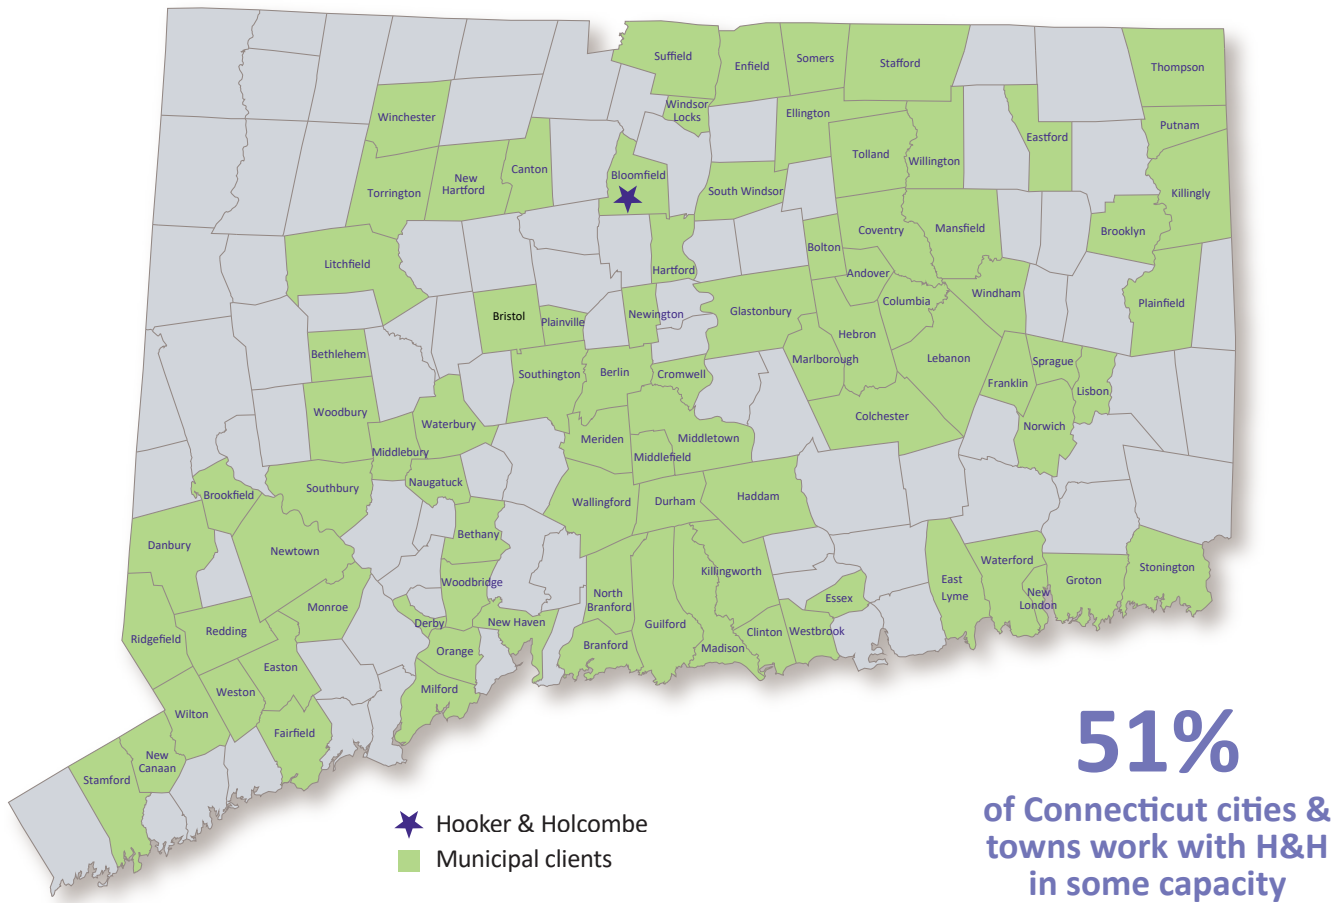 Suffield
Enfield
Somers
Stafford
Thompson
Windsor
Locks
Winchester
Ellington
Putnam
Eastford
Tolland
Willington
Canton
Bloomfield
New
Hartford
Torrington
South Windsor
Killingly
Coventry
Mansfield
Brooklyn
Bolton
Litchfield
Hartford
Andover
Windham
Columbia
Plainfield
Glastonbury
Newington
Bristol
Plainville
Hebron
Bethlehem
Marlborough
Lebanon
Sprague
Southington
Berlin
Cromwell
Franklin
Lisbon
Woodbury
Colchester
Waterbury
Norwich
Meriden
Middletown
Middlebury
Middlefield
Naugatuck
Southbury
Brookfield
Wallingford
Durham
Haddam
Bethany
Danbury
Newtown
Waterford
Killingworth
Stonington
Woodbridge
East
Lyme
Groton
New
London
North
Branford
Essex
Monroe
Derby
New Haven
Guilford
Redding
Clinton
Westbrook
Ridgefield
Branford
Madison
Orange
Easton
Milford
Weston
Wilton
Fairfield
New
Canaan
Stamford
Hooker & Holcombe
Municipal clients
51%
of Connecticut cities &
towns work with H&H
in some capacity